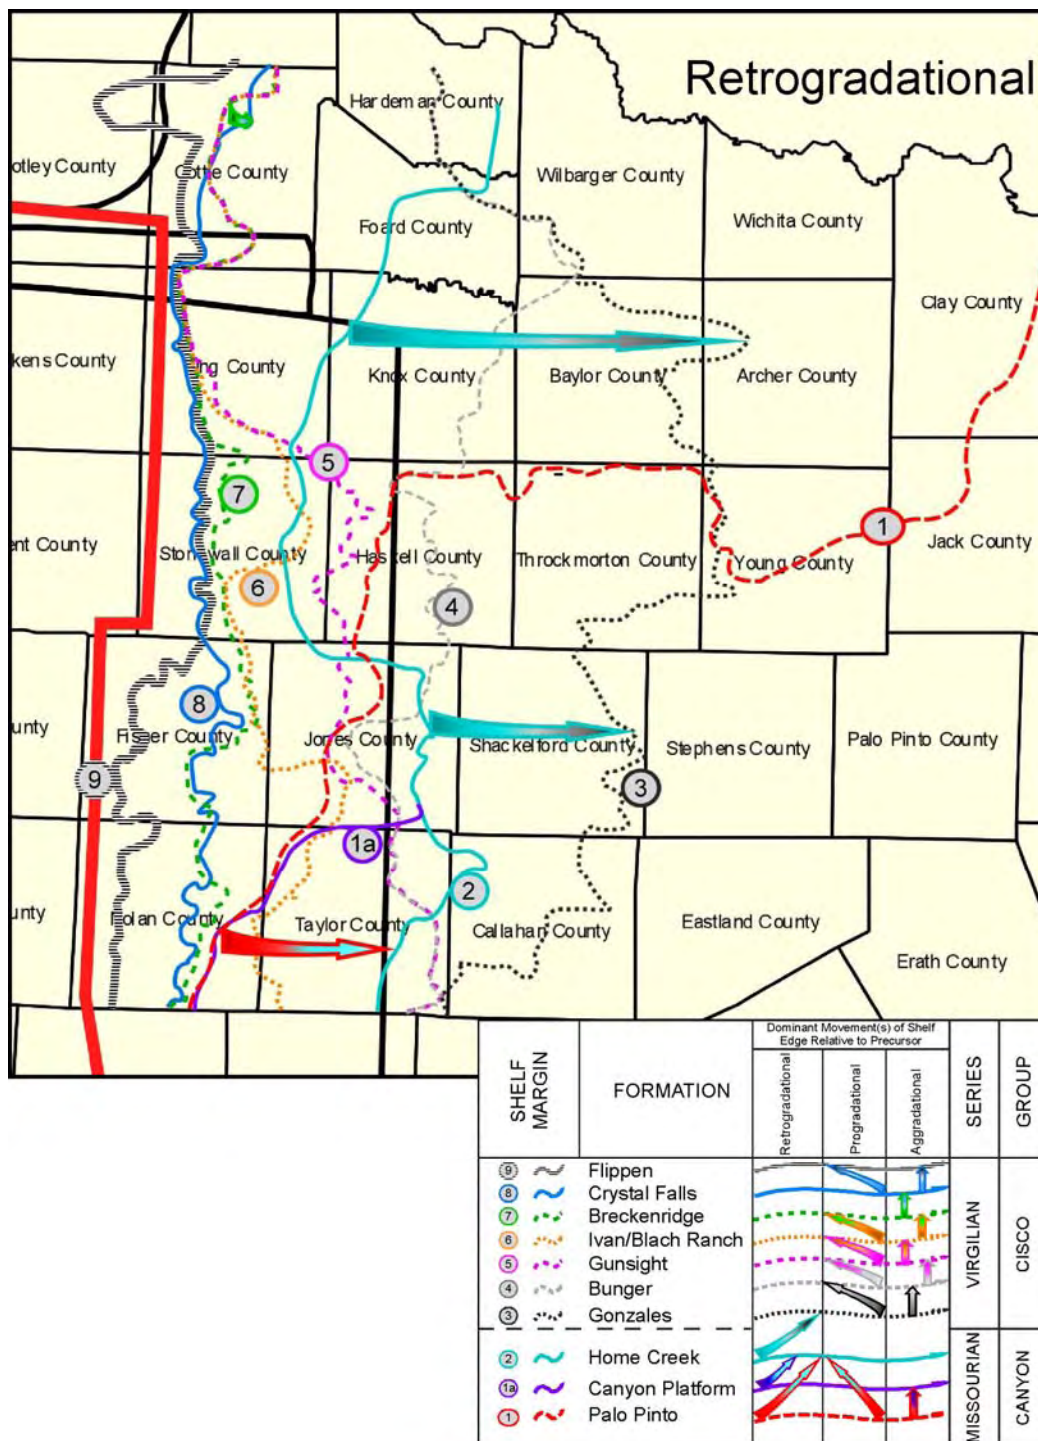 Retrogradational
Hardeman County
otley County
Cottle County
Wilbarger County
Foard County
Wichita County
Clay County
kens County
ing County
Knox County
Baylor County
Archer County
5
7
1
ent County
Stonewall County
Haskell County
Throckmorton County
Young County
Jack County
6
4
8
unty
Fisher County
Jones County
Shackelford County
Stephens County
Palo Pinto County
9
3
1a
2
unty
Nolan County
Taylor County
Callahan County
Eastland County
Erath County
Dominant Movement(s) of Shelf
Edge Relative to Precursor
SHELF
MARGIN
FORMATION
Retrogradational
Progradational
Aggradational
SERIES
GROUP
9 Flippen
8 Crystal Falls
7 Breckenridge
6 Ivan/Blach Ranch
5 Gunsight
4 Bunger
3 Gonzales
VIRGILIAN
CISCO
2 Home Creek
1a Canyon Platform
1 Palo Pinto
MISSOURIAN
CANYON